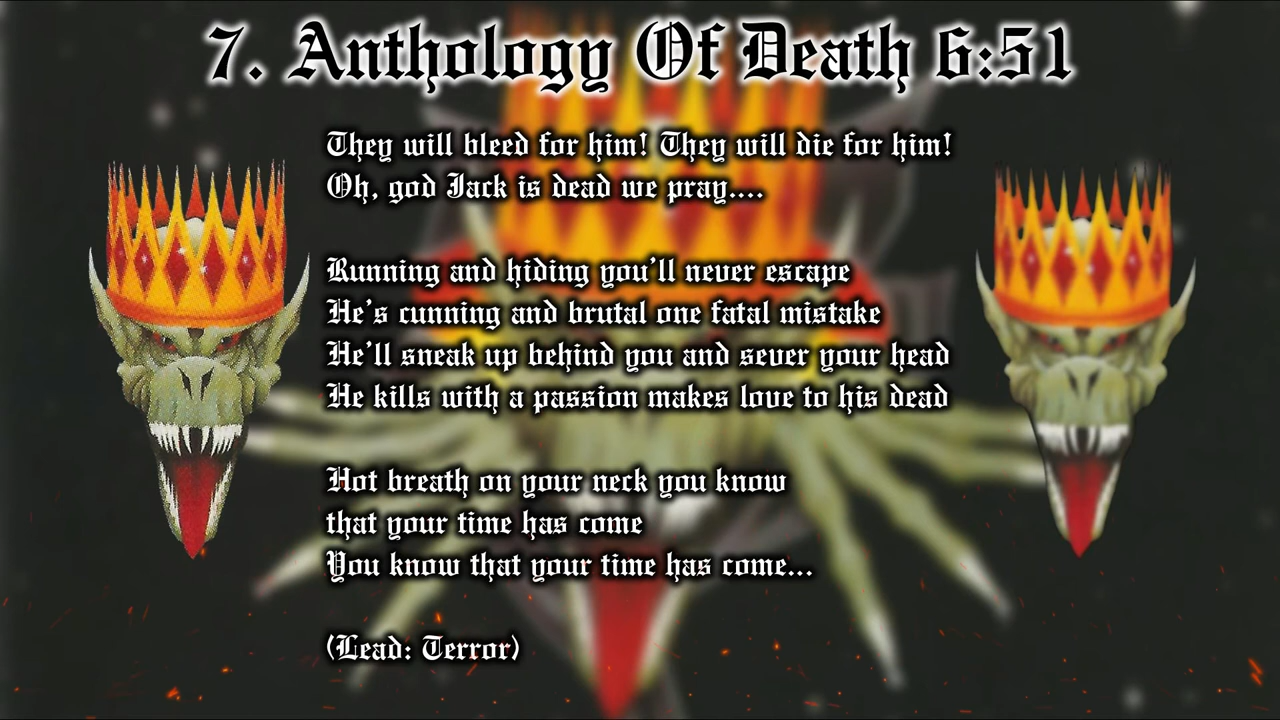 7. Anthology Of Death 6:51
They will bleed for him! They will die for him!
Oh, god Jack is dead we pray....
Running and hiding you'll never escape
He's cunning and brutal one fatal mistake
He'll sneak up behind you and sever your head
He kills with a passion makes love to his dead
Hot breath on your neck you know
that your time has come
You know that your time has come...
(Lead: Terror)